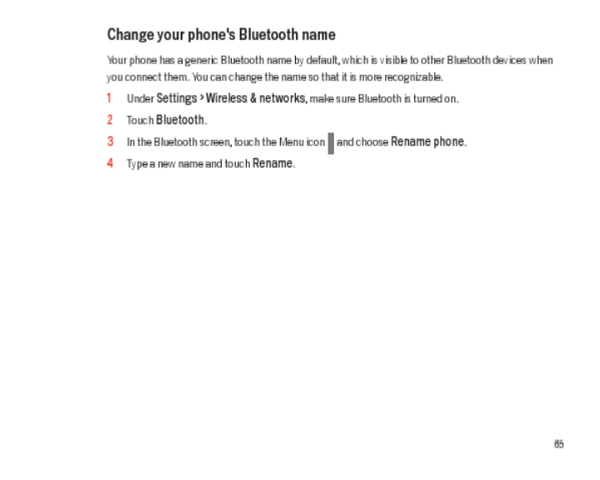 Change your phone's Bluetooth name
Your phone has a generic Bluetooth name by default, which is visible to other Bluetooth devices when
you connect them. You can change the name so that it is more recognizable.
1 Under Settings > Wireless & networks, make sure Bluetooth is turned on.
2 Touch Bluetooth.
3 In the Bluetooth screen, touch the Menu icon and choose Rename phone.
4 Type a new name and touch Rename.
65